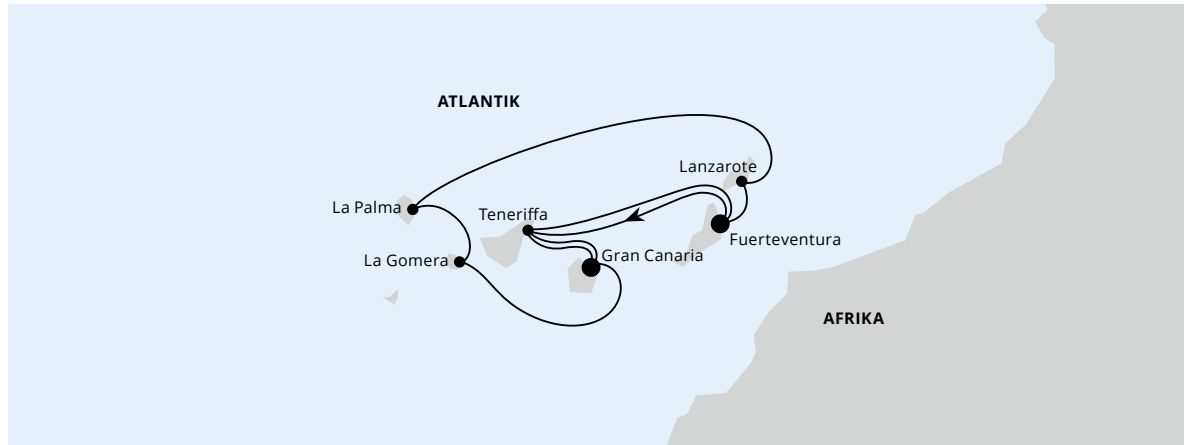 ATLANTIK
Lanzarote
La Palma
Teneriffa
Fuerteventura
Gran Canaria
La Gomera
AFRIKA